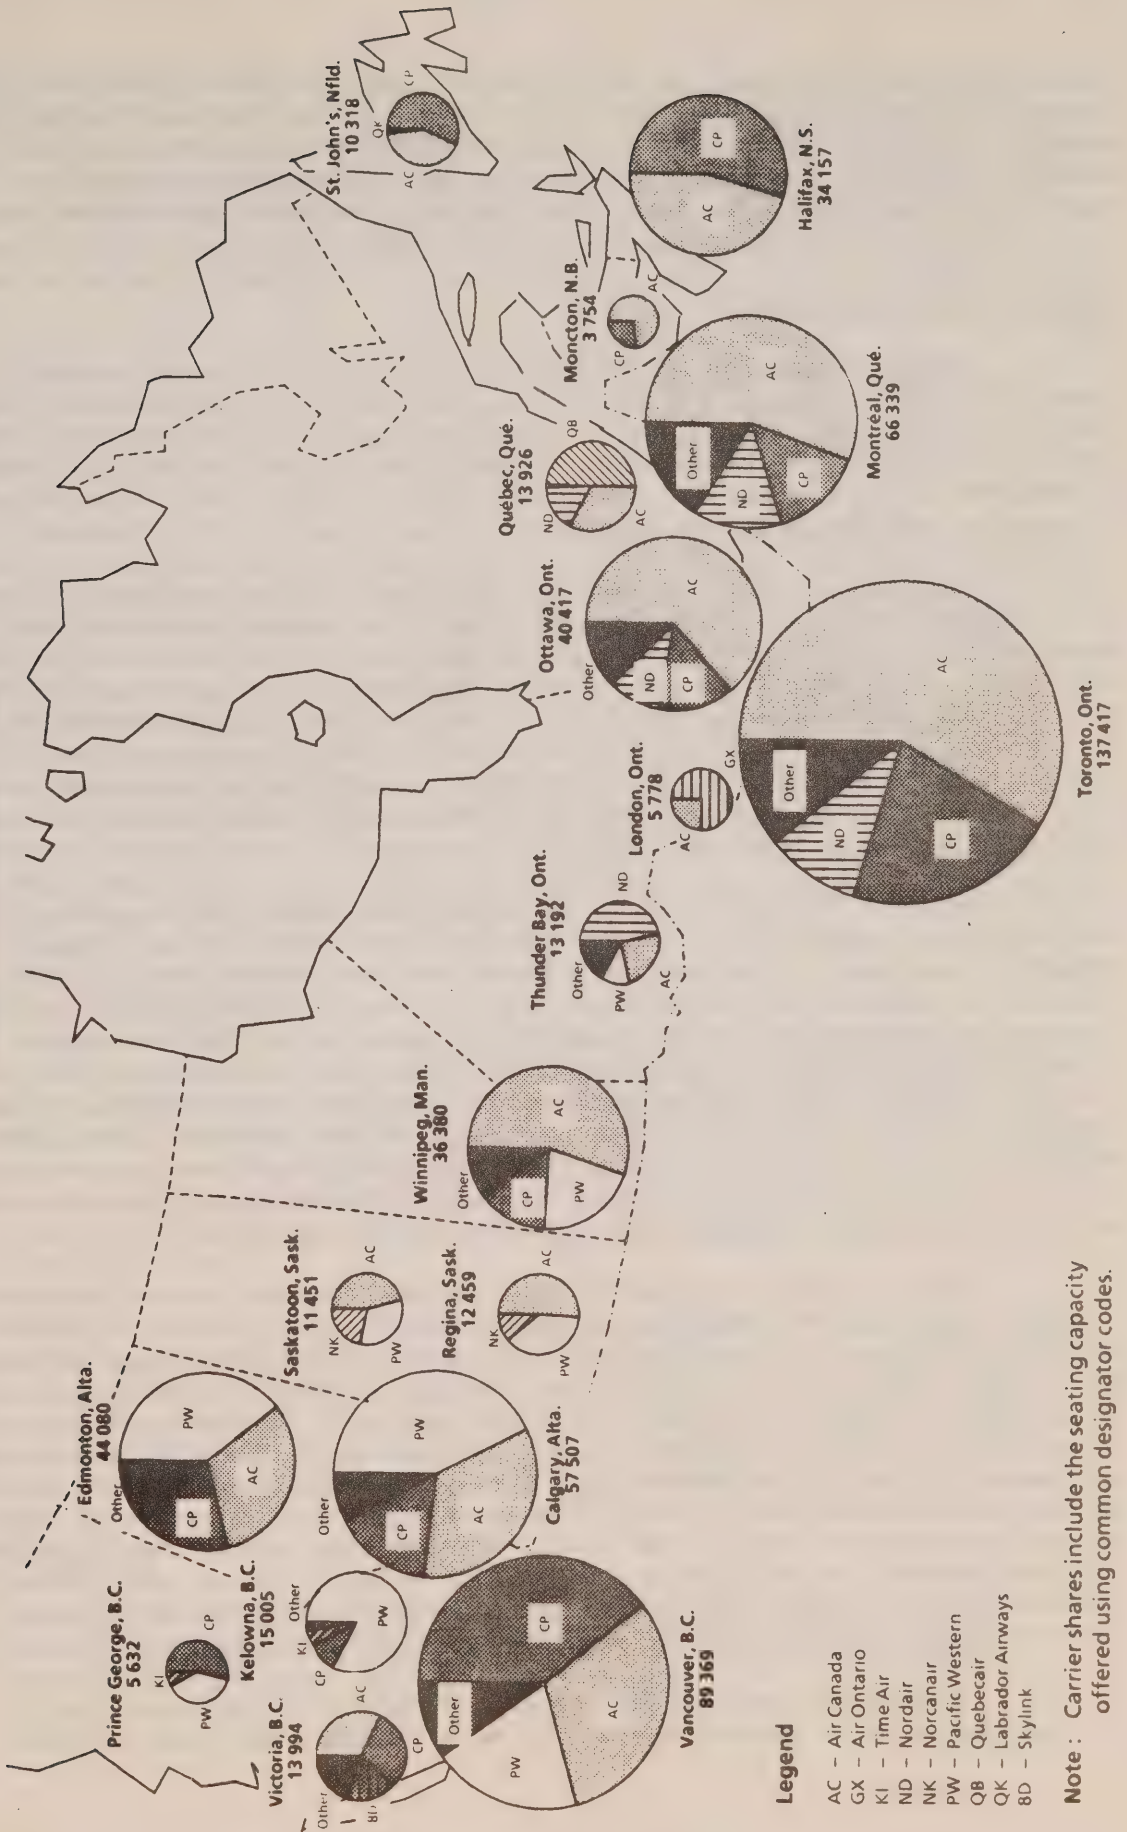 Prince George, B.C.
5 632
KI
CP
PW
Kelowna, B.C.
15 005
Other
KI
CP
PW
Victoria, B.C.
13 994
AC
Other
8D
CP
Vancouver, B.C.
89 369
Other
CP
PW
AC
Edmonton, Alta.
44 080
Other
PW
CP
AC
Calgary, Alta.
57 507
Other
PW
CP
AC
Saskatoon, Sask.
11 451
NK
AC
PW
Regina, Sask.
12 459
NK
AC
PW
Winnipeg, Man.
36 380
Other
CP
AC
PW
Thunder Bay, Ont.
13 192
Other
ND
PW
AC
London, Ont.
5 778
AC
GX
Toronto, Ont.
137 417
Other
ND
CP
AC
Ottawa, Ont.
40 417
Other
ND
CP
AC
Québec, Qué.
13 926
ND
QB
AC
Montréal, Qué.
66 339
Other
ND
CP
AC
Moncton, N.B.
3 754
CP
AC
Halifax, N.S.
34 157
CP
AC
St. John's, Nfld.
10 318
QK
CP
AC
Legend
AC – Air Canada
GX – Air Ontario
KI – Time Air
ND – Nordair
NK – Norcanair
PW – Pacific Western
QB – Quebecair
QK – Labrador Airways
8D – Skylink
Note : Carrier shares include the seating capacity
offered using common designator codes.